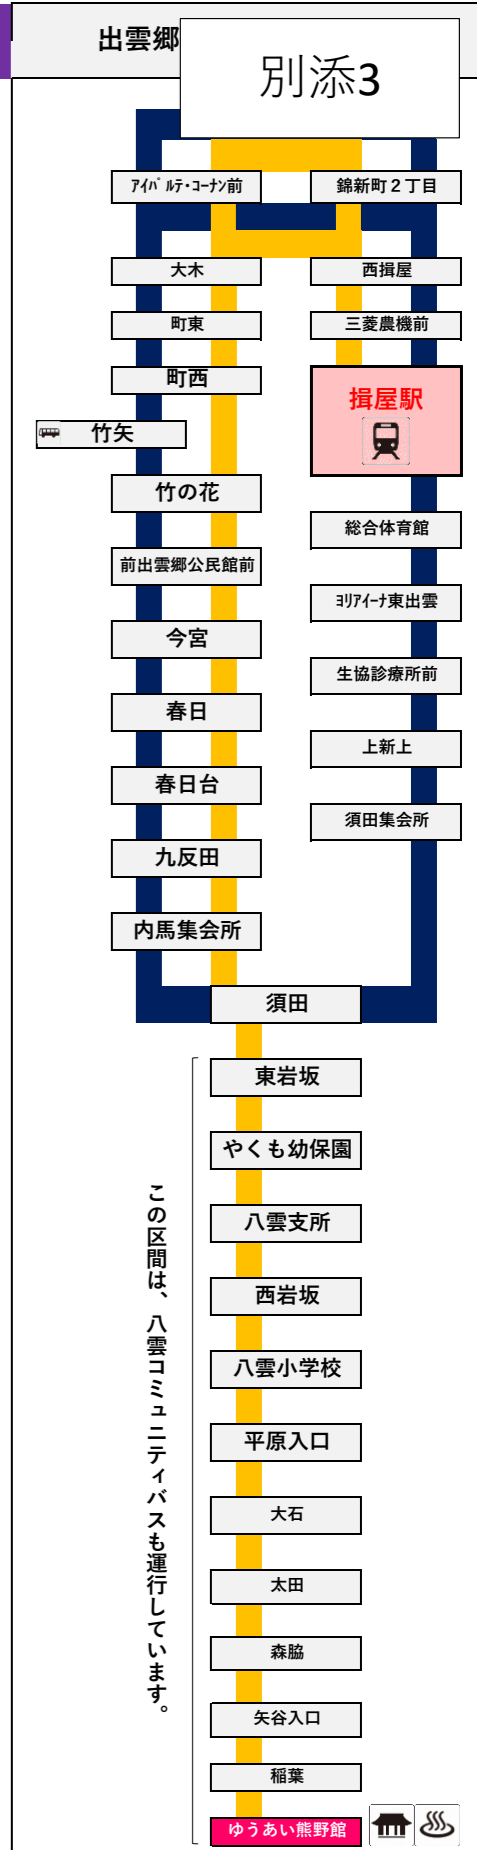 出雲郷
別添3
ｱｲﾊﾟﾙﾃ･ｺｰﾅﾝ前
錦新町２丁目
大木
西揖屋
町東
三菱農機前
町西
揖屋駅
竹矢
竹の花
総合体育館
前出雲郷公民館前
ﾖﾘｱｲｰﾅ東出雲
今宮
生協診療所前
春日
上新上
春日台
須田集会所
九反田
内馬集会所
須田
東岩坂
やくも幼保園
八雲支所
西岩坂
八雲小学校
平原入口
大石
太田
森脇
矢谷入口
稲葉
ゆうあい熊野館
この区間は、八雲コミュニティバスも運行しています。